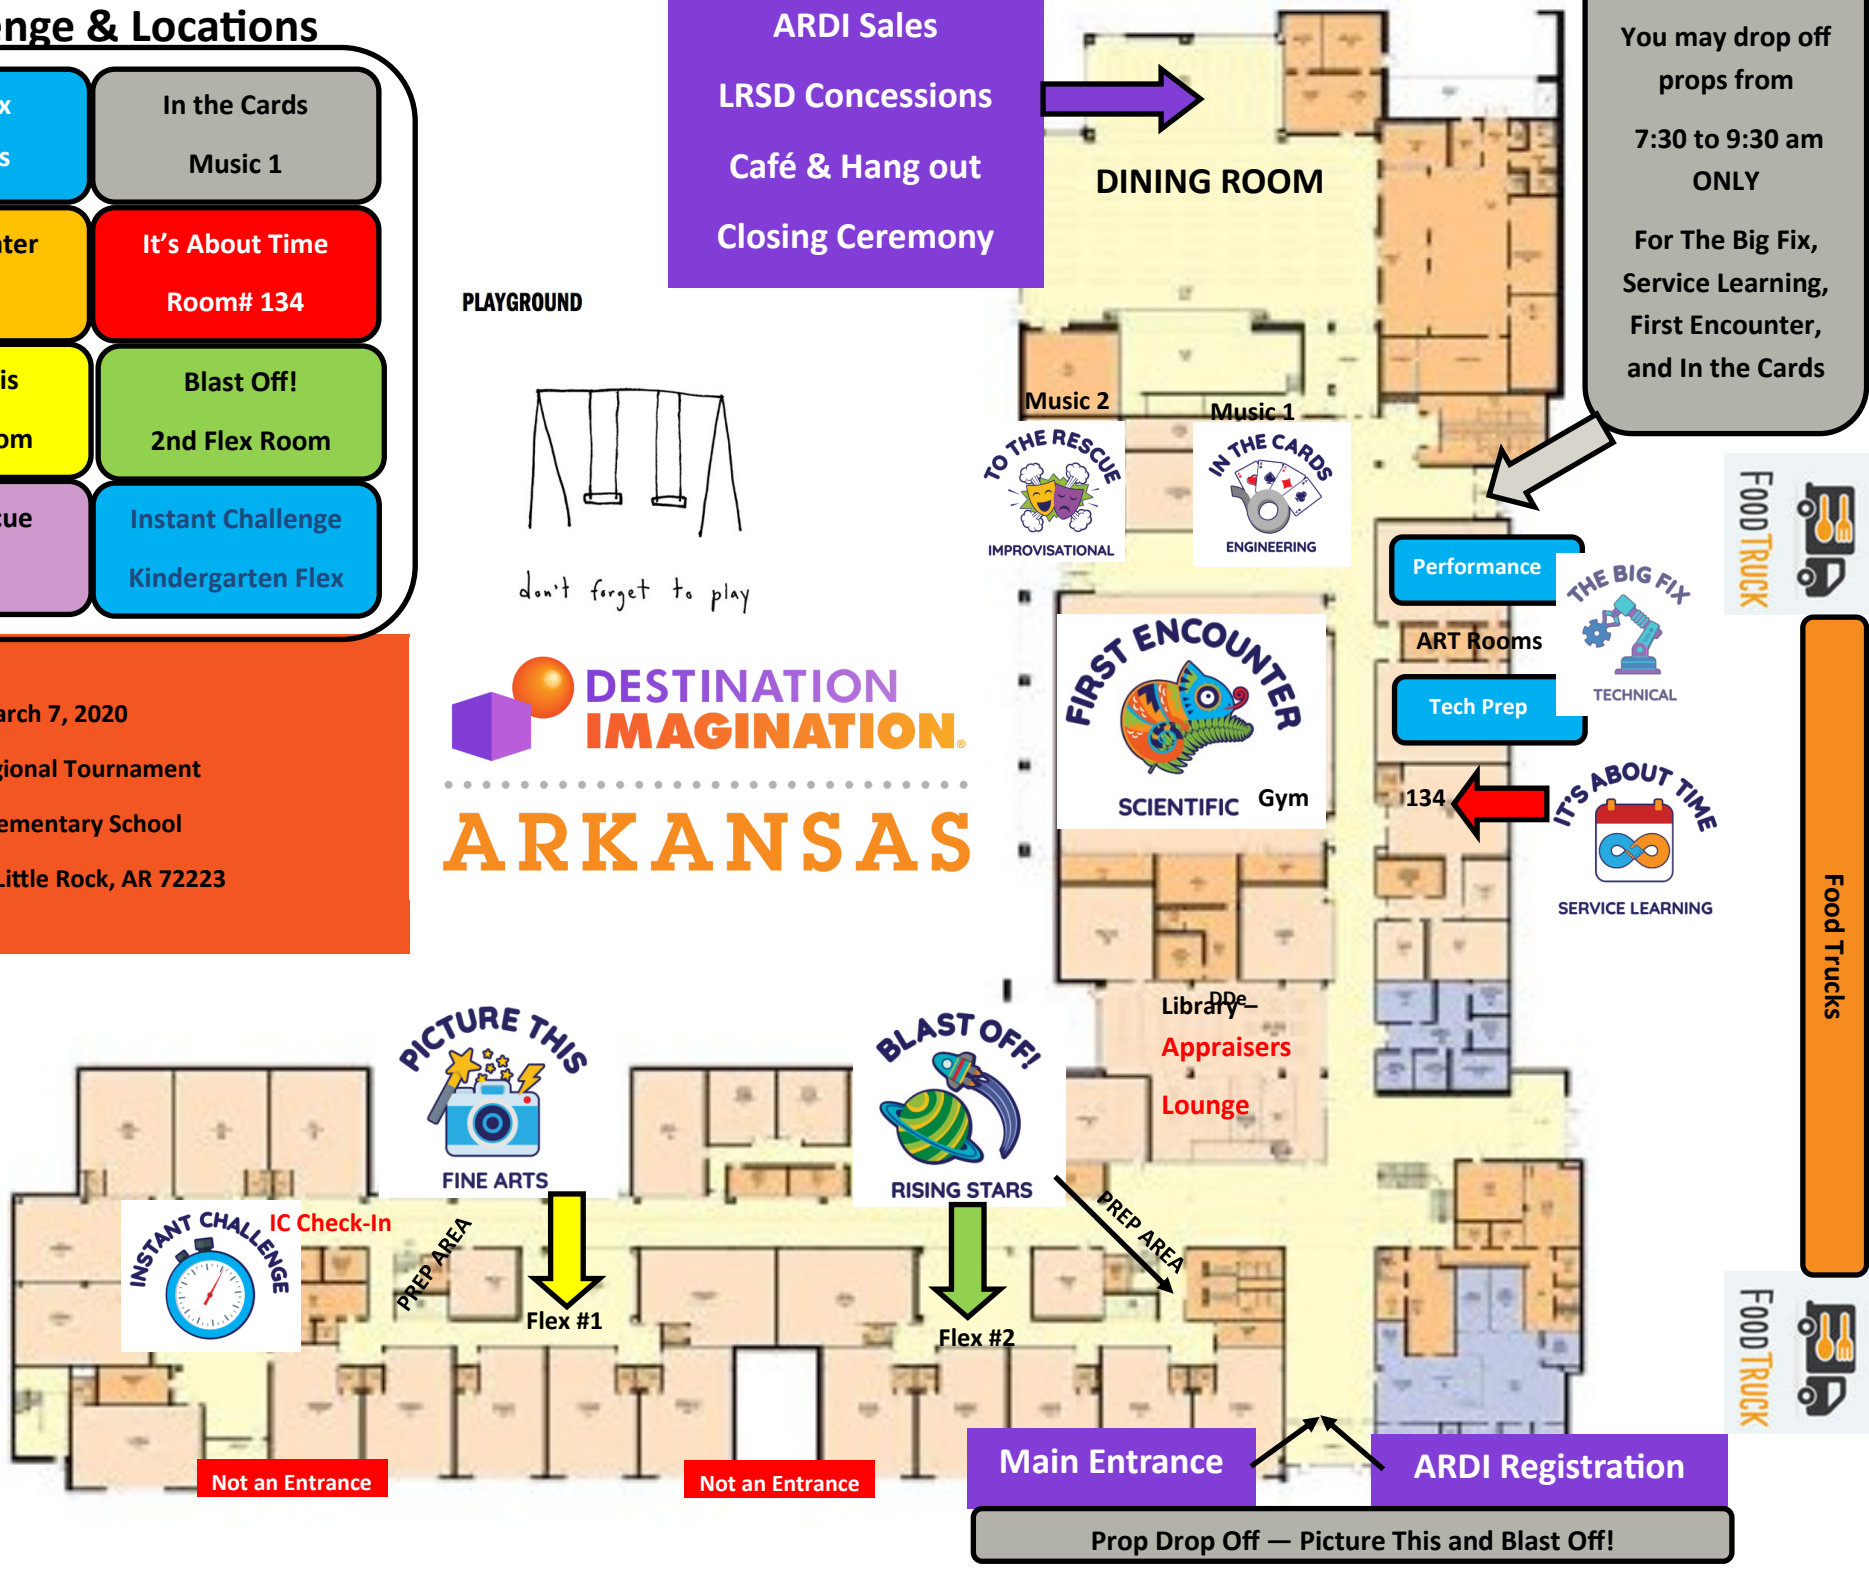 enge & Locations
x
s
In the Cards
Music 1
ter
It's About Time
Room# 134
is
om
Blast Off!
2nd Flex Room
cue
Instant Challenge
Kindergarten Flex
arch 7, 2020
gional Tournament
lementary School
Little Rock, AR 72223
PLAYGROUND
don't forget to play
DESTINATION
IMAGINATION®
ARKANSAS
ARDI Sales
LRSD Concessions
Café & Hang out
Closing Ceremony
DINING ROOM
You may drop off
props from
7:30 to 9:30 am
ONLY
For The Big Fix,
Service Learning,
First Encounter,
and In the Cards
Music 2
Music 1
TO THE RESCUE
IMPROVISATIONAL
IN THE CARDS
ENGINEERING
FOOD TRUCK
Performance
THE BIG FIX
TECHNICAL
ART Rooms
Tech Prep
FIRST ENCOUNTER
SCIENTIFIC
Gym
134
IT'S ABOUT TIME
SERVICE LEARNING
Food Trucks
Library –
DDe
Appraisers
Lounge
PICTURE THIS
FINE ARTS
BLAST OFF!
RISING STARS
INSTANT CHALLENGE
IC Check-In
PREP AREA
Flex #1
PREP AREA
Flex #2
FOOD TRUCK
Not an Entrance
Not an Entrance
Main Entrance
ARDI Registration
Prop Drop Off — Picture This and Blast Off!